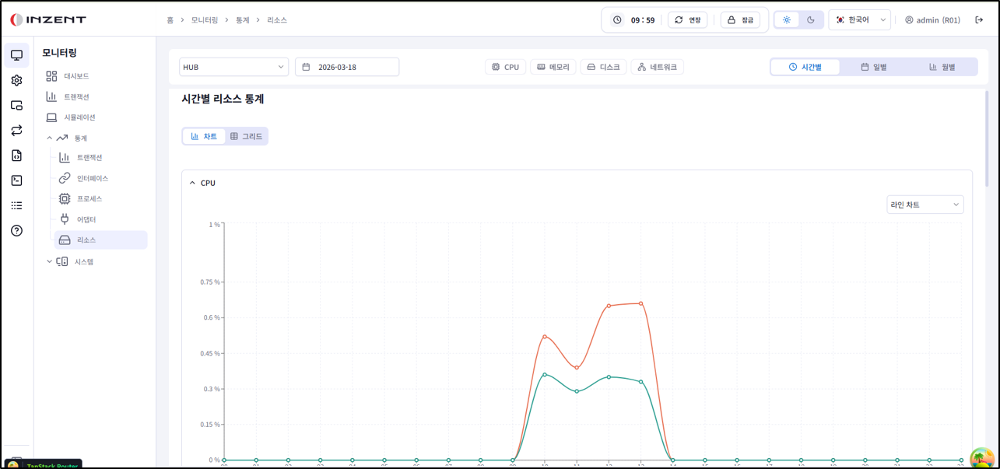 INZENT
홈 > 모니터링 > 통계 > 리소스
09 : 59 연장 잠금 한국어 admin (R01)
모니터링
대시보드
트랜잭션
시뮬레이션
통계
트랜잭션
인터페이스
프로세스
어댑터
리소스
시스템
HUB 2026-03-18 CPU 메모리 디스크 네트워크 시간별 일별 월별
시간별 리소스 통계
차트 그리드
CPU
라인 차트
1 %
0.75 %
0.6 %
0.45 %
0.3 %
0.15 %
0 %
TanStack Router